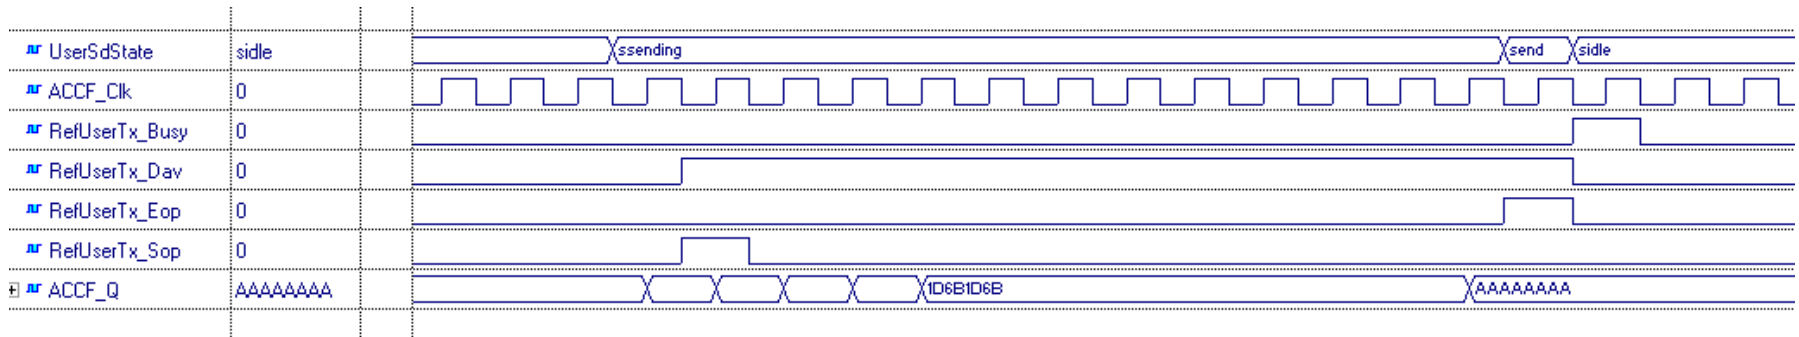 UserSdState sidle ssending send sidle
ACCF_Clk 0
RefUserTx_Busy 0
RefUserTx_Dav 0
RefUserTx_Eop 0
RefUserTx_Sop 0
ACCF_Q AAAAAAAA 1D6B1D6B AAAAAAAA